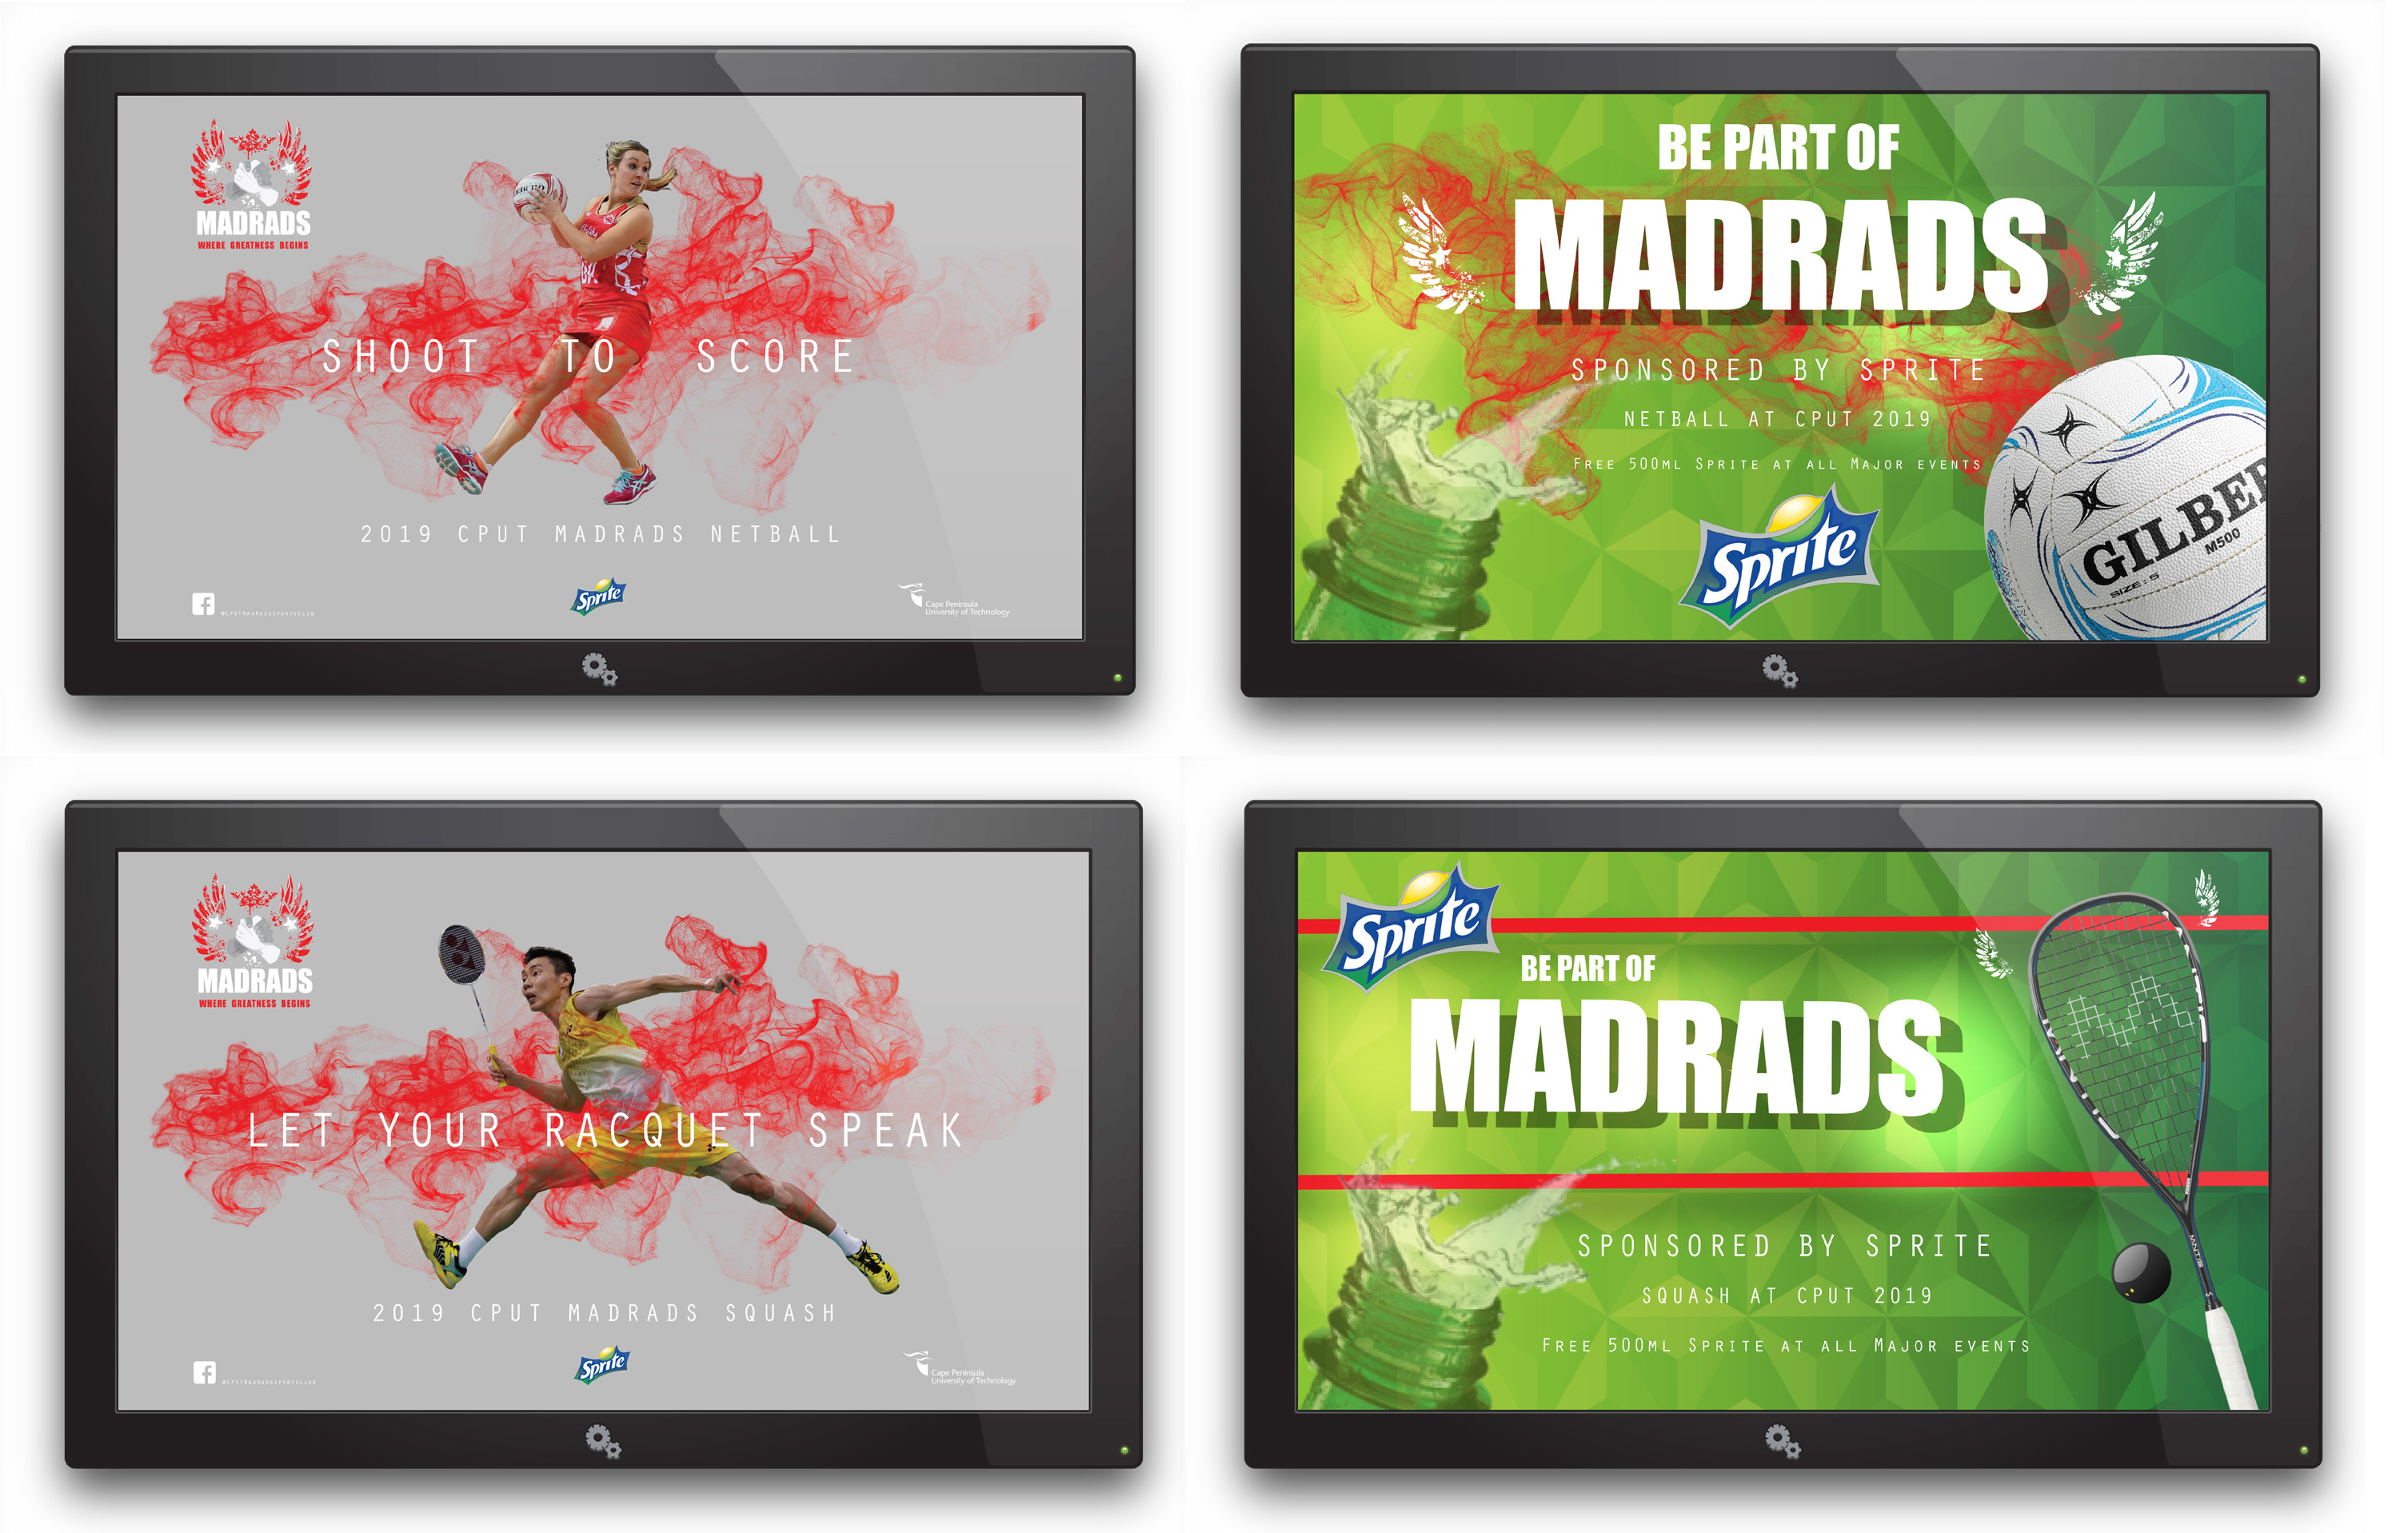 MADRADS
WHERE GREATNESS BEGINS
SHOOT TO SCORE
2019 CPUT MADRADS NETBALL
Sprite
Cape Peninsula
University of Technology
BE PART OF
MADRADS
SPONSORED BY SPRITE
NETBALL AT CPUT 2019
FREE 500ML SPRITE AT ALL MAJOR EVENTS
Sprite
GILBER
M500
SIZE: 5
MADRADS
WHERE GREATNESS BEGINS
LET YOUR RACQUET SPEAK
2019 CPUT MADRADS SQUASH
Sprite
Cape Peninsula
University of Technology
Sprite
BE PART OF
MADRADS
SPONSORED BY SPRITE
SQUASH AT CPUT 2019
FREE 500ML SPRITE AT ALL MAJOR EVENTS